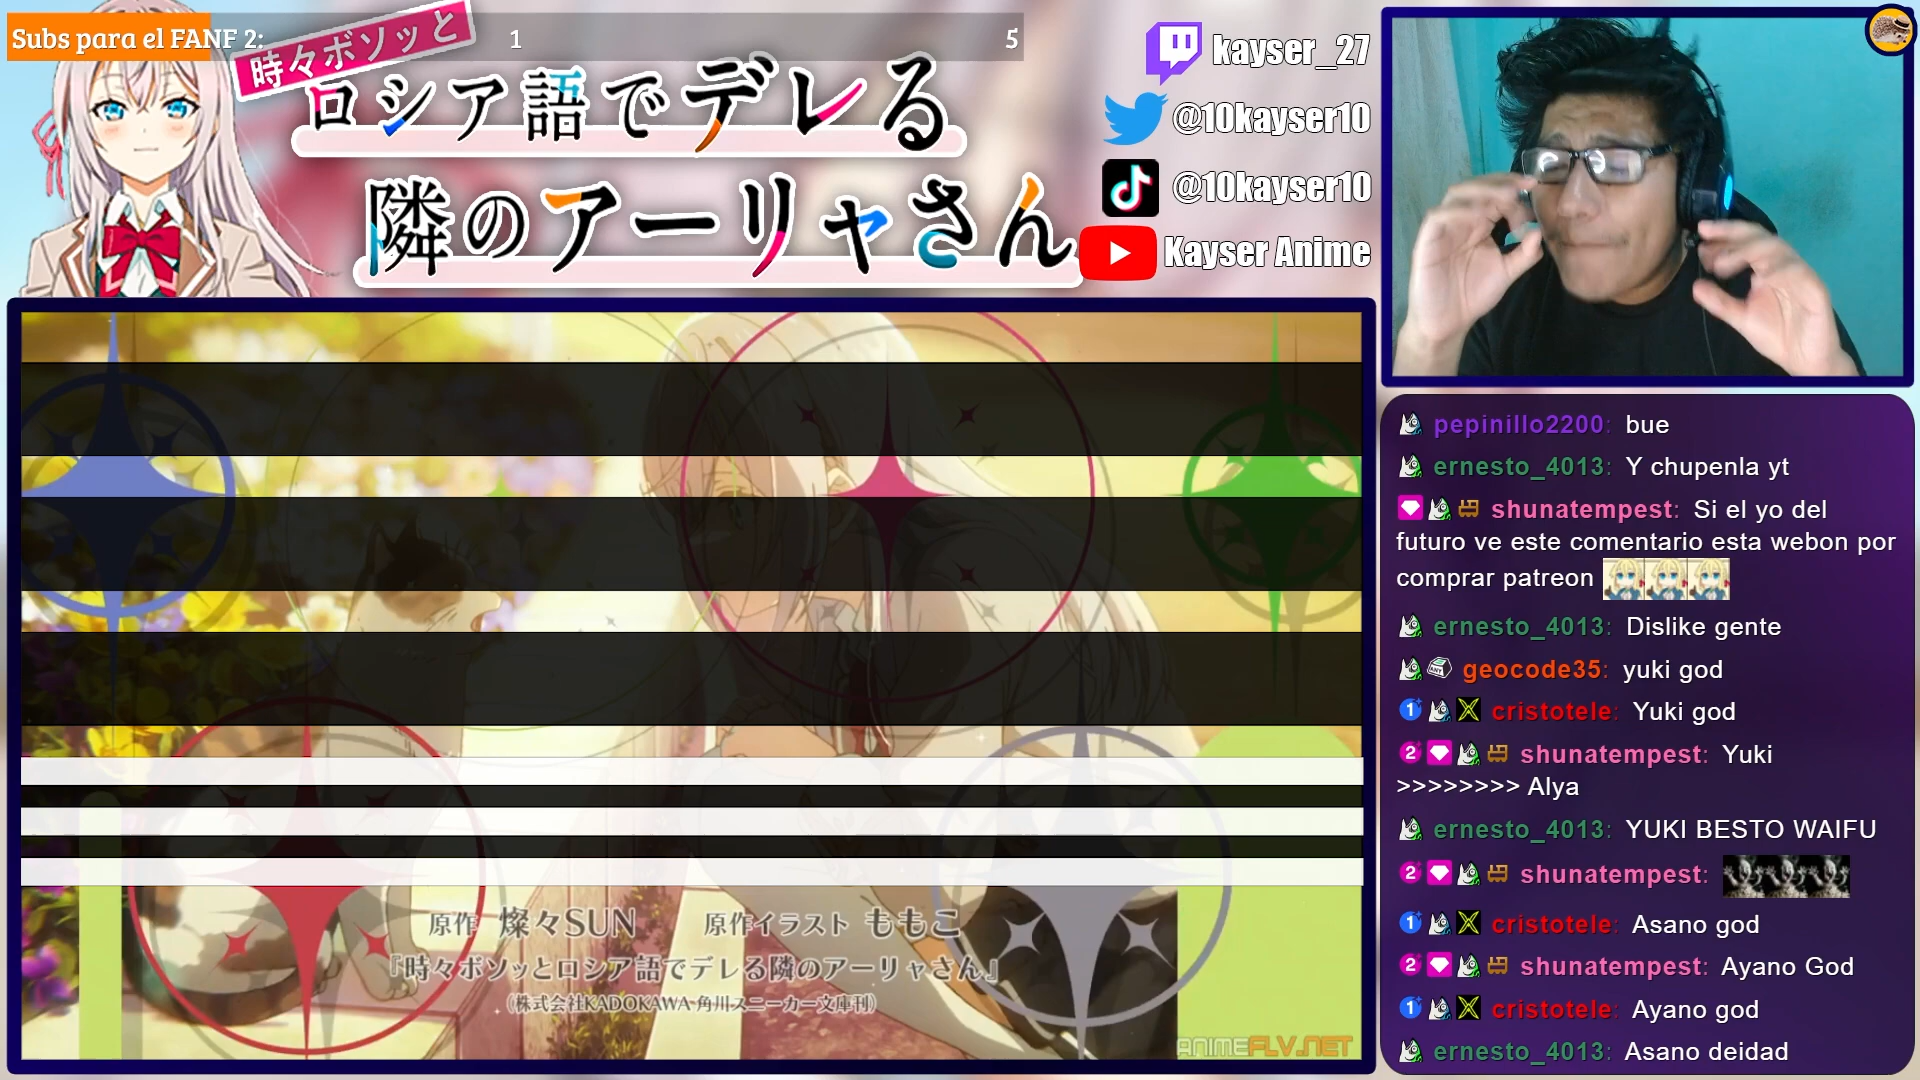 Subs para el FANF 2:
1
5
時々ボソッと
ロシア語でデレる
隣のアーリャさん
kayser_27
@10kayser10
@10kayser10
Kayser Anime
原作 燦々SUN 原作イラスト ももこ
『時々ボソッとロシア語でデレる隣のアーリャさん』
(株式会社KADOKAWA 角川スニーカー文庫刊)
ANIMEFLV.NET
pepinillo2200: bue
ernesto_4013: Y chupenla yt
shunatempest: Si el yo del
futuro ve este comentario esta webon por
comprar patreon
ernesto_4013: Dislike gente
geocode35: yuki god
cristotele: Yuki god
shunatempest: Yuki
>>>>>>>> Alya
ernesto_4013: YUKI BESTO WAIFU
shunatempest:
cristotele: Asano god
shunatempest: Ayano God
cristotele: Ayano god
ernesto_4013: Asano deidad